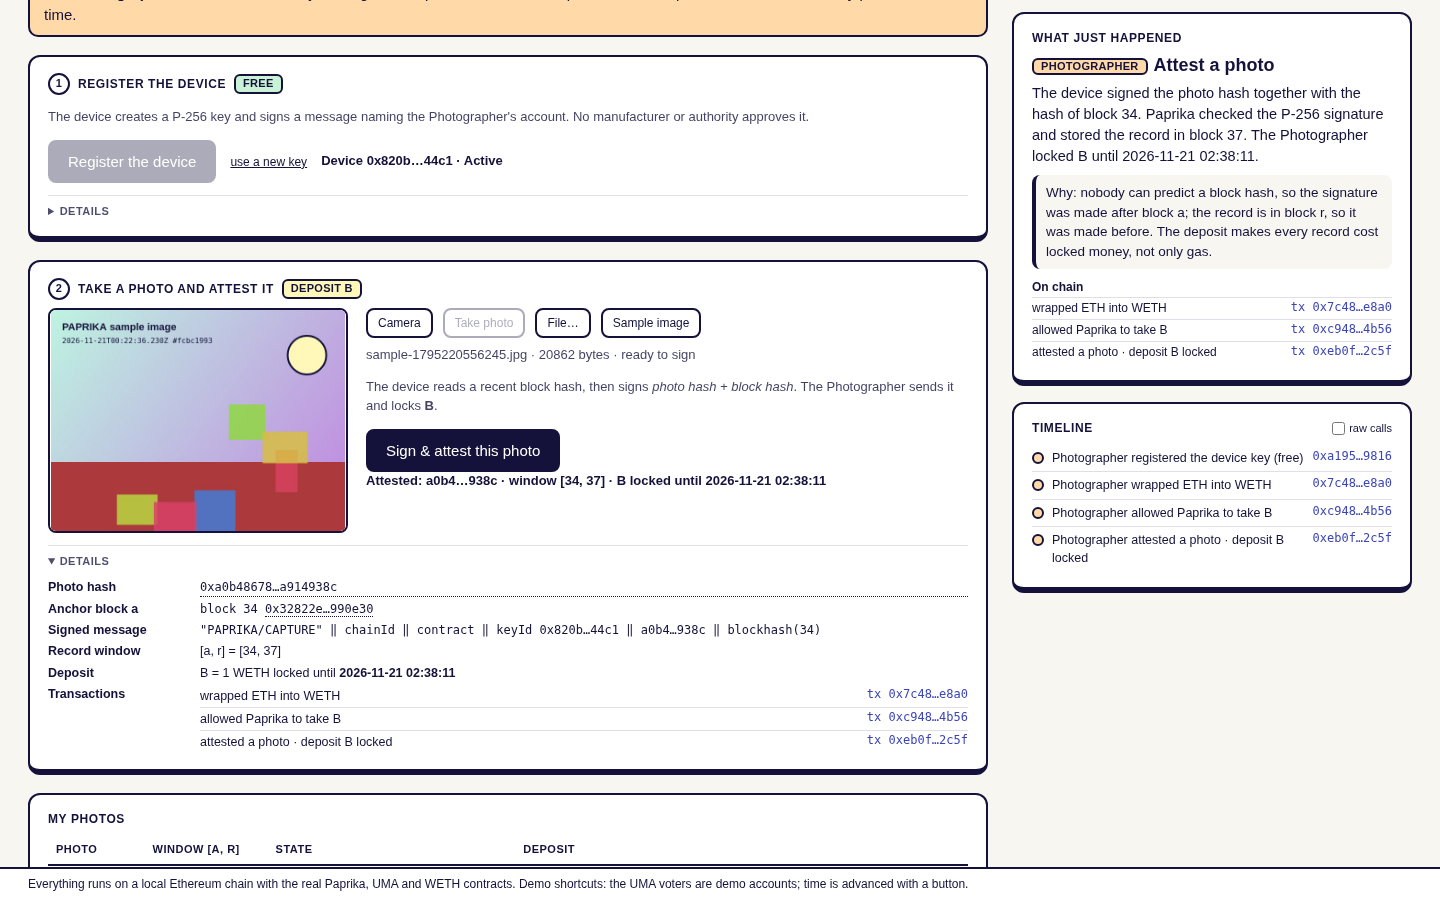 time.
1 REGISTER THE DEVICE FREE
The device creates a P-256 key and signs a message naming the Photographer's account. No manufacturer or authority approves it.
Register the device use a new key Device 0x820b…44c1 · Active
DETAILS
2 TAKE A PHOTO AND ATTEST IT DEPOSIT B
PAPRIKA sample image
2026-11-21T00:22:36.230Z #fcbc1993
Camera Take photo File… Sample image
sample-1795220556245.jpg · 20862 bytes · ready to sign
The device reads a recent block hash, then signs photo hash + block hash. The Photographer sends it
and locks B.
Sign & attest this photo
Attested: a0b4…938c · window [34, 37] · B locked until 2026-11-21 02:38:11
DETAILS
Photo hash 0xa0b48678…a914938c
Anchor block a block 34 0x32822e…990e30
Signed message "PAPRIKA/CAPTURE" ‖ chainId ‖ contract ‖ keyId 0x820b…44c1 ‖ a0b4…938c ‖ blockhash(34)
Record window [a, r] = [34, 37]
Deposit B = 1 WETH locked until 2026-11-21 02:38:11
Transactions wrapped ETH into WETH tx 0x7c48…e8a0
allowed Paprika to take B tx 0xc948…4b56
attested a photo · deposit B locked tx 0xeb0f…2c5f
MY PHOTOS
PHOTO WINDOW [A, R] STATE DEPOSIT
WHAT JUST HAPPENED
PHOTOGRAPHER Attest a photo
The device signed the photo hash together with the
hash of block 34. Paprika checked the P-256 signature
and stored the record in block 37. The Photographer
locked B until 2026-11-21 02:38:11.
Why: nobody can predict a block hash, so the signature
was made after block a; the record is in block r, so it
was made before. The deposit makes every record cost
locked money, not only gas.
On chain
wrapped ETH into WETH tx 0x7c48…e8a0
allowed Paprika to take B tx 0xc948…4b56
attested a photo · deposit B locked tx 0xeb0f…2c5f
TIMELINE raw calls
Photographer registered the device key (free) 0xa195…9816
Photographer wrapped ETH into WETH 0x7c48…e8a0
Photographer allowed Paprika to take B 0xc948…4b56
Photographer attested a photo · deposit B 0xeb0f…2c5f
locked
Everything runs on a local Ethereum chain with the real Paprika, UMA and WETH contracts. Demo shortcuts: the UMA voters are demo accounts; time is advanced with a button.